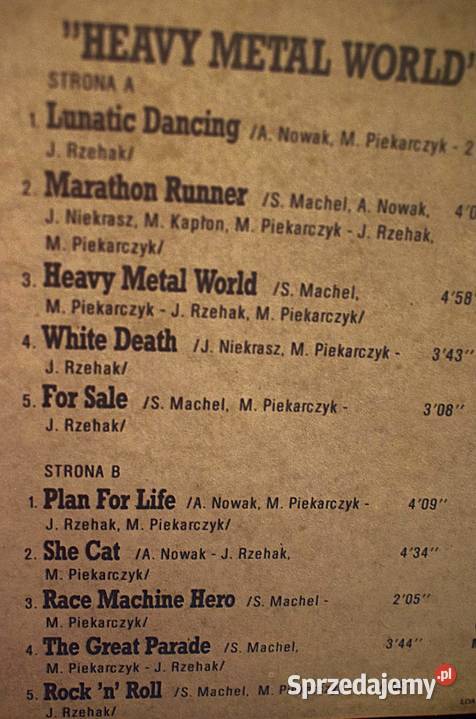 "HEAVY METAL WORLD"
STRONA A
1. Lunatic Dancing /A. Nowak, M. Piekarczyk - 2
J. Rzehak/
2. Marathon Runner /S. Machel, A. Nowak, 4'0
J. Niekrasz, M. Kapłon, M. Piekarczyk - J. Rzehak,
M. Piekarczyk/
3. Heavy Metal World /S. Machel, 4'58
M. Piekarczyk - J. Rzehak, M. Piekarczyk/
4. White Death /J. Niekrasz, M. Piekarczyk - 3'43''
J. Rzehak/
5. For Sale /S. Machel, M. Piekarczyk - 3'08''
J. Rzehak/
STRONA B
1. Plan For Life /A. Nowak, M. Piekarczyk - 4'09''
J. Rzehak, M. Piekarczyk/
2. She Cat /A. Nowak - J. Rzehak, 4'34''
M. Piekarczyk/
3. Race Machine Hero /S. Machel - 2'05''
M. Piekarczyk/
4. The Great Parade /S. Machel, 3'44''
M. Piekarczyk - J. Rzehak/
5. Rock 'n' Roll /S. Machel, M.
J. Rzehak/
Sprzedajemy.pl